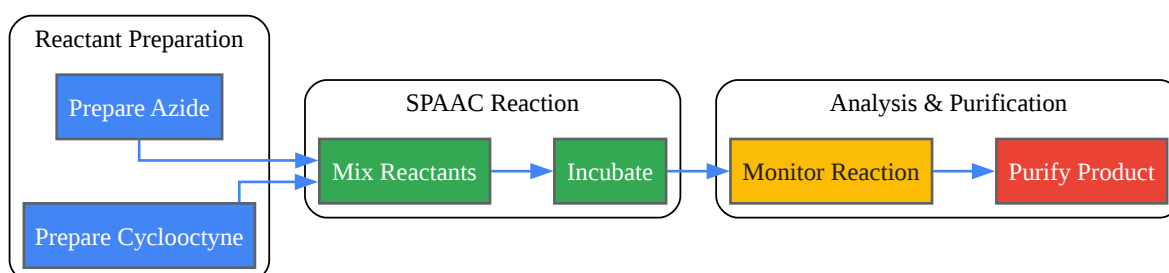 Reactant Preparation
Prepare Azide
Prepare Cyclooctyne
SPAAC Reaction
Mix Reactants
Incubate
Analysis & Purification
Monitor Reaction
Purify Product